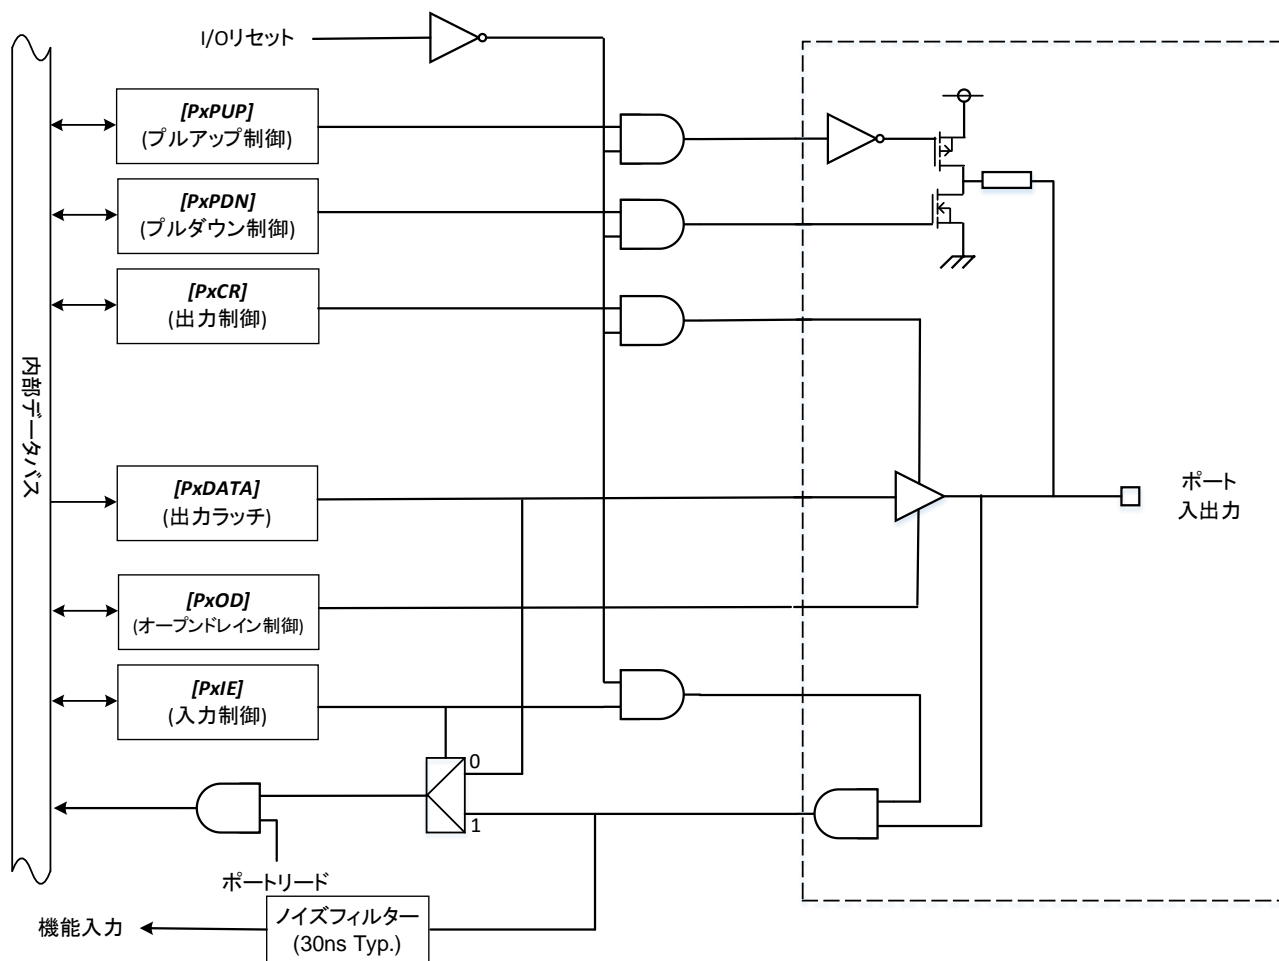 I/Oリセット
[PxPUP]
(プルアップ制御)
[PxPDN]
(プルダウン制御)
[PxCR]
(出力制御)
内部データバス
[PxDATA]
(出力ラッチ)
ポート
入出力
[PxOD]
(オープンドレイン制御)
[PxIE]
(入力制御)
0
1
ポートリード
機能入力
ノイズフィルター
(30ns Typ.)